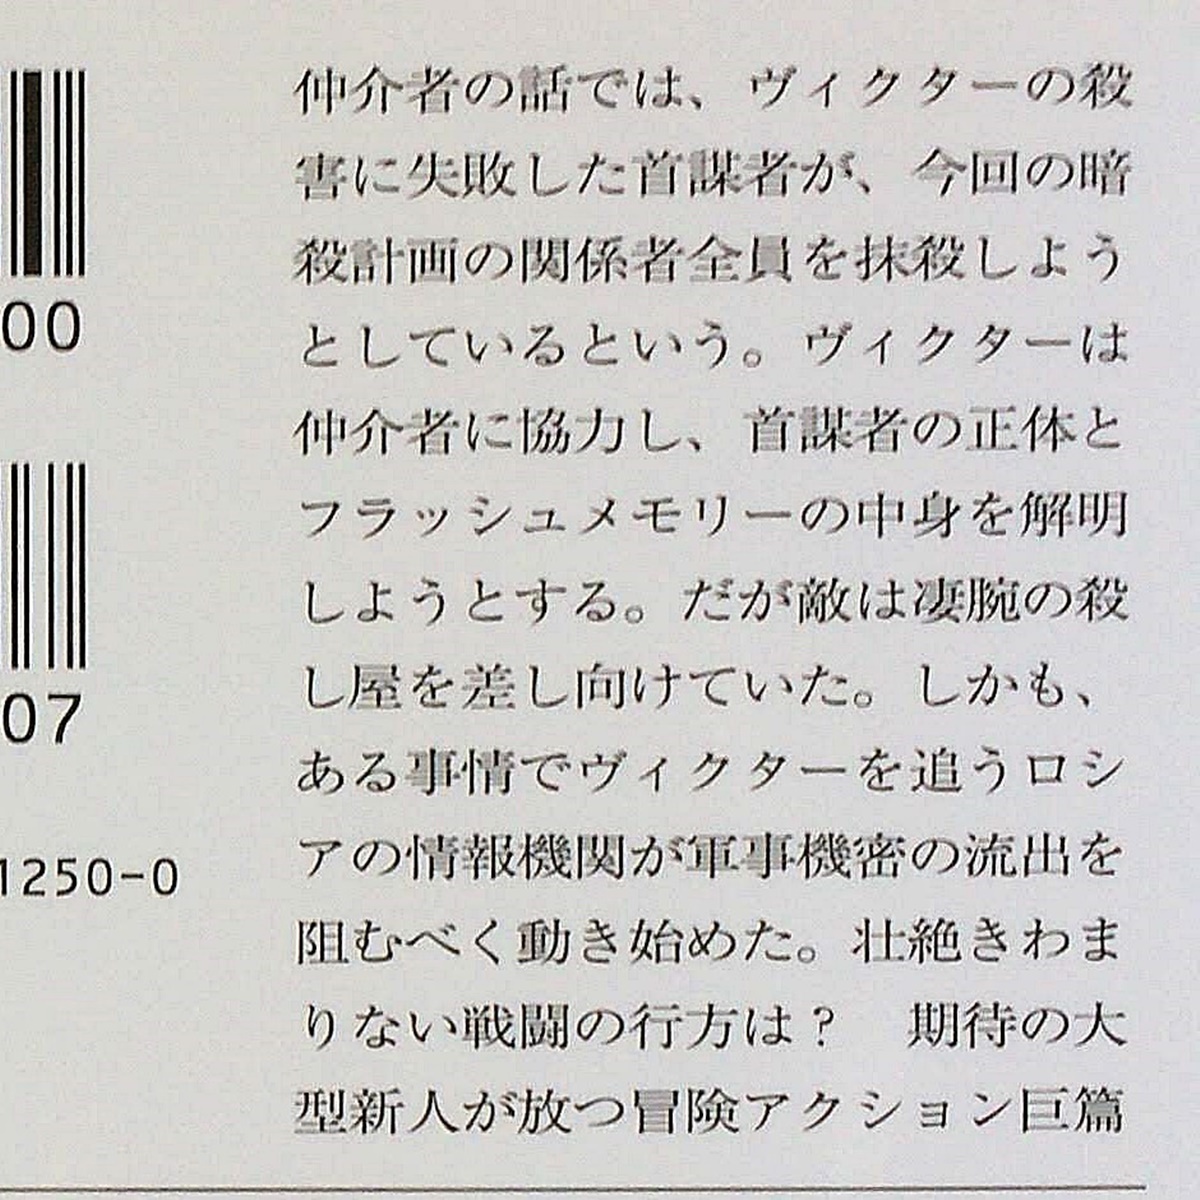 仲介者の話では、ヴィクターの殺
害に失敗した首謀者が、今回の暗
殺計画の関係者全員を抹殺しよう
としているという。ヴィクターは
仲介者に協力し、首謀者の正体と
フラッシュメモリーの中身を解明
しようとする。だが敵は凄腕の殺
し屋を差し向けていた。しかも、
ある事情でヴィクターを追うロシ
アの情報機関が軍事機密の流出を
阻むべく動き始めた。壮絶きわま
りない戦闘の行方は？　期待の大
型新人が放つ冒険アクション巨篇
00
07
1250-0